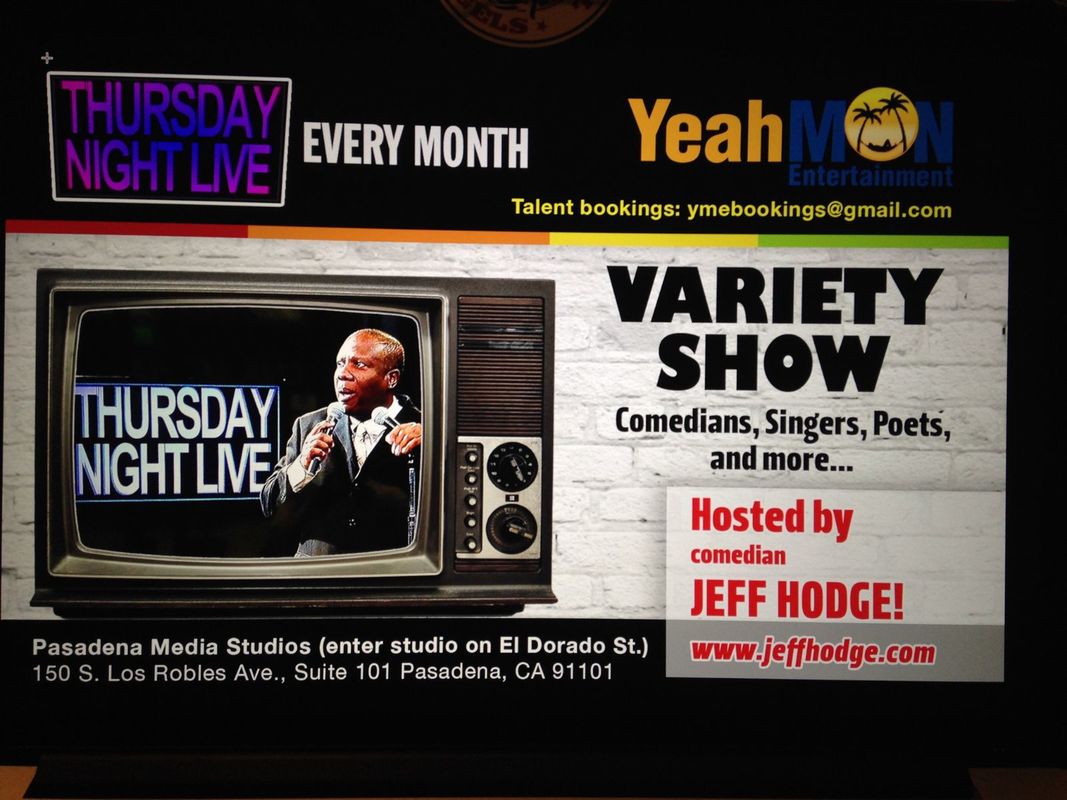 ELS ★
THURSDAY
NIGHT LIVE
EVERY MONTH
YeahMON
Entertainment
Talent bookings: ymebookings@gmail.com
THURSDAY
NIGHT LIVE
VARIETY
SHOW
Comedians, Singers, Poets,
and more...
Hosted by
comedian
JEFF HODGE!
www.jeffhodge.com
Pasadena Media Studios (enter studio on El Dorado St.)
150 S. Los Robles Ave., Suite 101 Pasadena, CA 91101